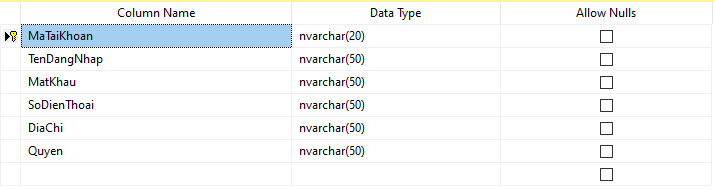 Column Name Data Type Allow Nulls
MaTaiKhoan nvarchar(20)
TenDangNhap nvarchar(50)
MatKhau nvarchar(50)
SoDienThoai nvarchar(50)
DiaChi nvarchar(50)
Quyen nvarchar(50)